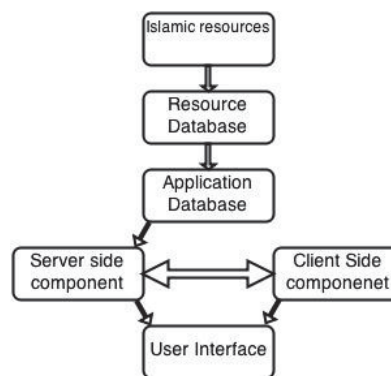 Islamic resources
Resource
Database
Application
Database
Server side
component
Client Side
componenet
User Interface